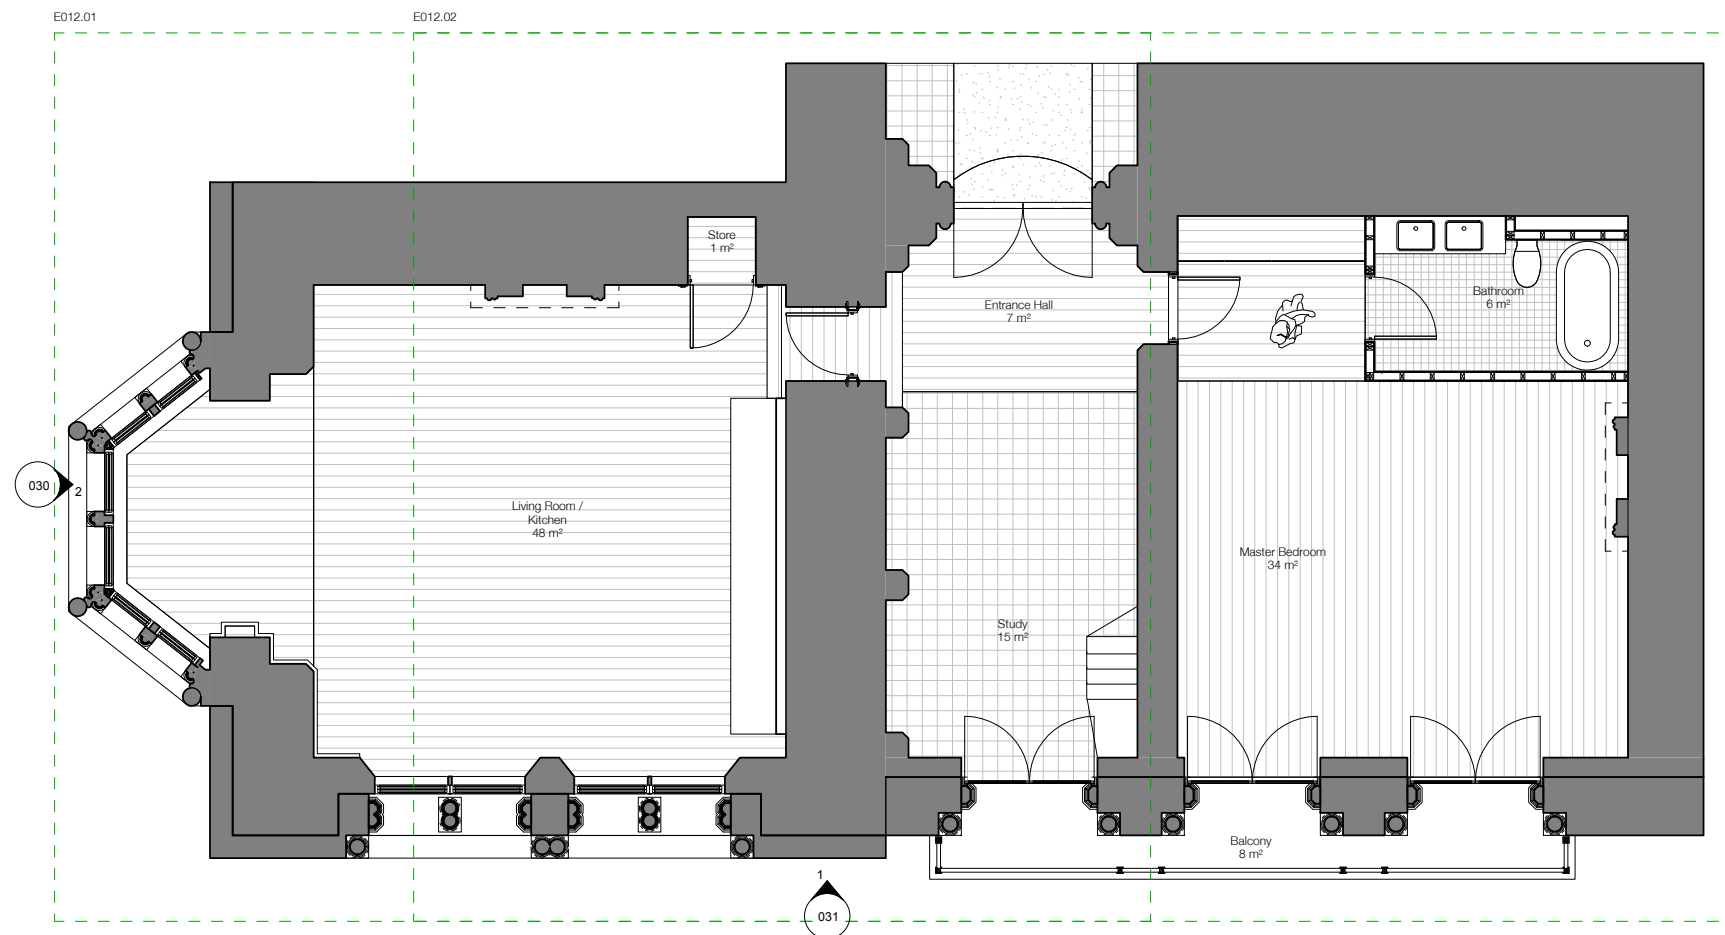 E012.01
E012.02
Store
1 m²
Entrance Hall
7 m²
Bathroom
6 m²
030
2
Living Room /
Kitchen
48 m²
Master Bedroom
34 m²
Study
15 m²
Balcony
8 m²
1
031